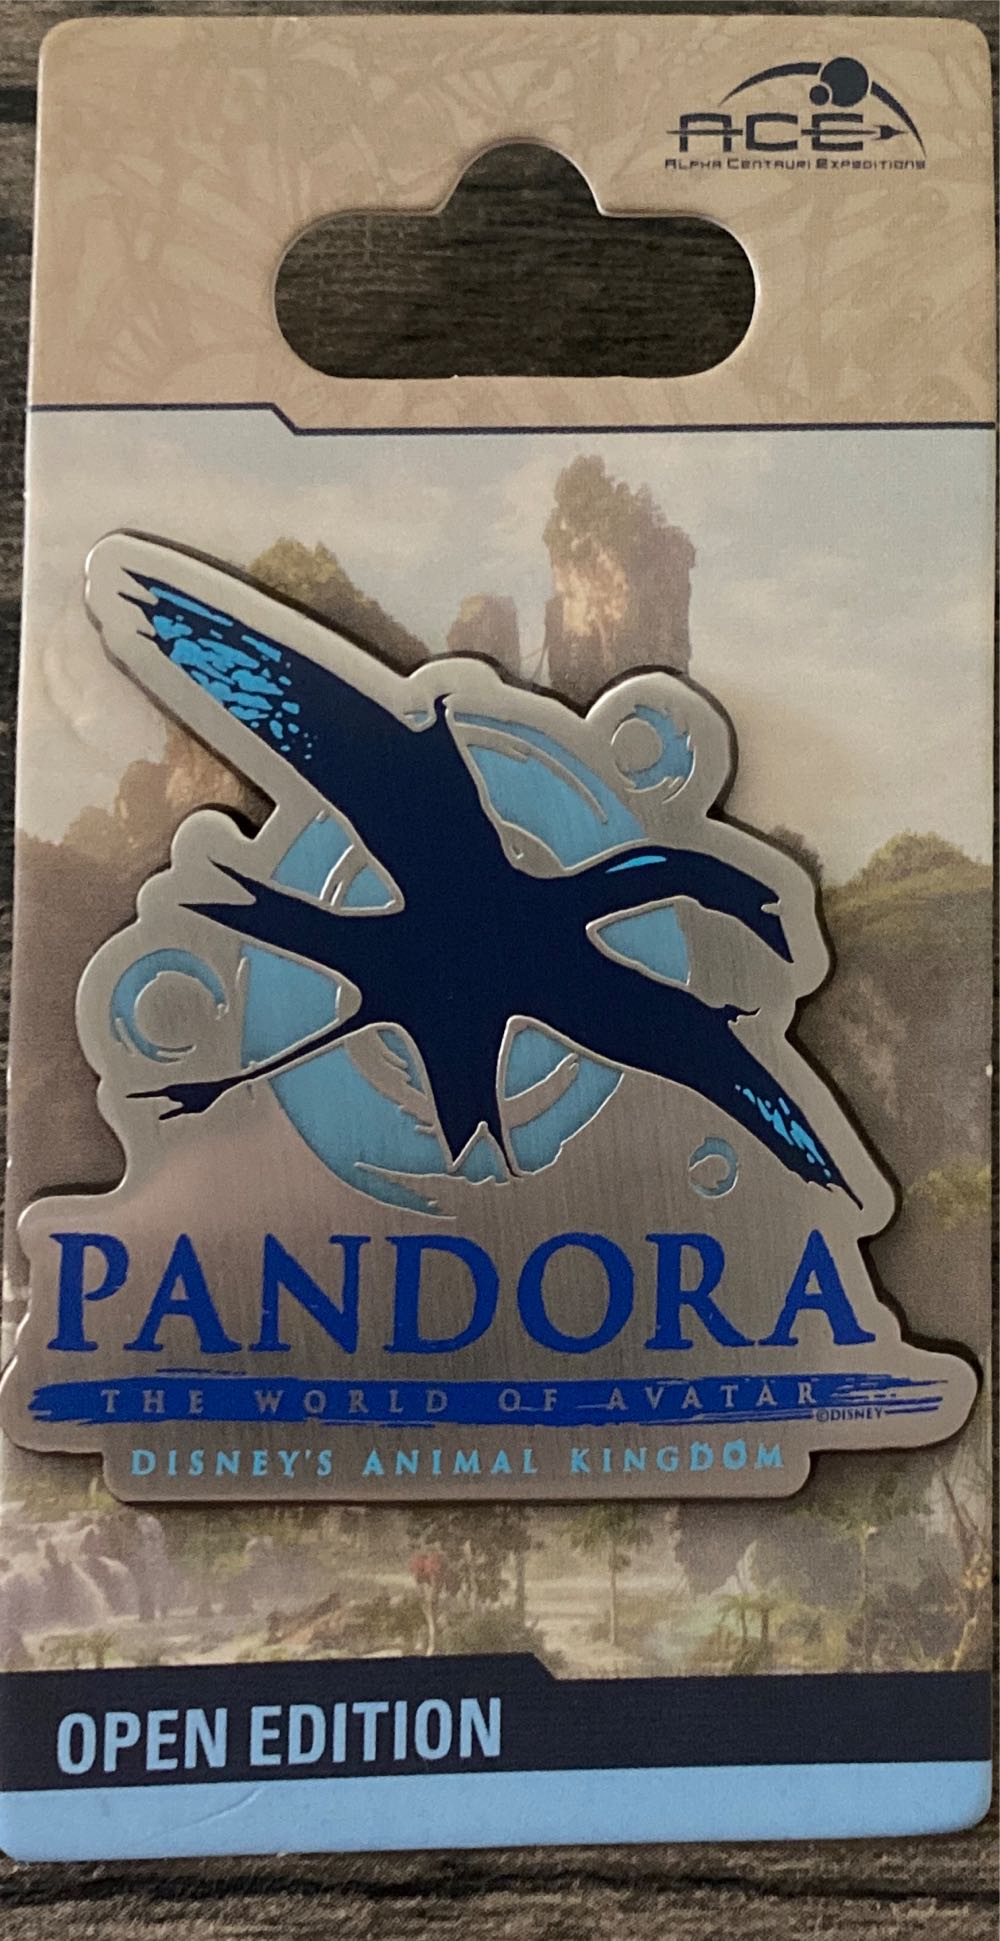 ACE
ALPHA CENTAURI EXPEDITIONS
PANDORA
THE WORLD OF AVATAR
©DISNEY
DISNEY'S ANIMAL KINGDOM
OPEN EDITION